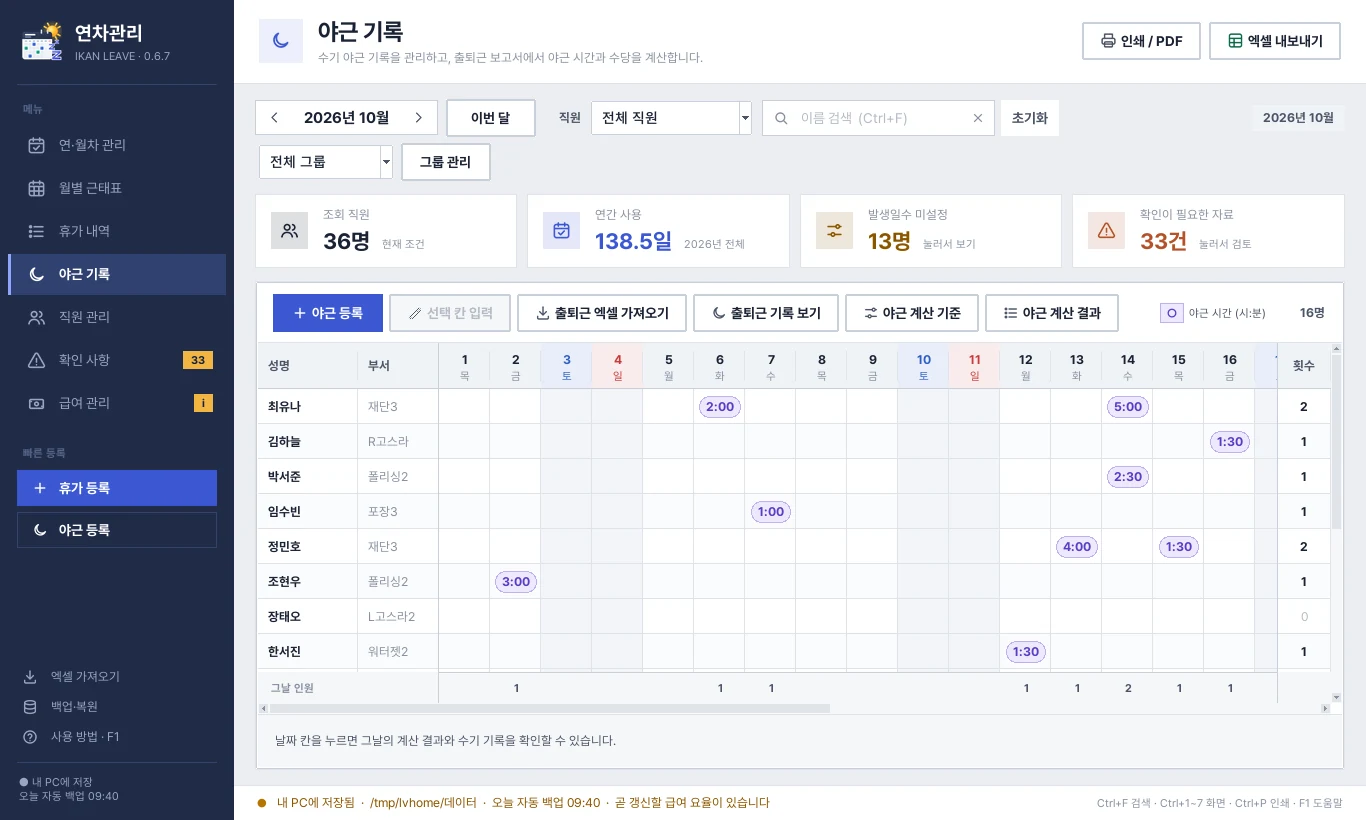 연차관리
IKAN LEAVE · 0.6.7
메뉴
연·월차 관리
월별 근태표
휴가 내역
야근 기록
직원 관리
확인 사항 33
급여 관리 i
빠른 등록
휴가 등록
야근 등록
엑셀 가져오기
백업·복원
사용 방법 · F1
내 PC에 저장
오늘 자동 백업 09:40
야근 기록
수기 야근 기록을 관리하고, 출퇴근 보고서에서 야근 시간과 수당을 계산합니다.
인쇄 / PDF 엑셀 내보내기
2026년 10월 이번 달 직원 전체 직원 이름 검색 (Ctrl+F) 초기화 2026년 10월
전체 그룹 그룹 관리
조회 직원
36명 현재 조건
연간 사용
138.5일 2026년 전체
발생일수 미설정
13명 눌러서 보기
확인이 필요한 자료
33건 눌러서 검토
야근 등록 선택 칸 입력 출퇴근 엑셀 가져오기 출퇴근 기록 보기 야근 계산 기준 야근 계산 결과 야근 시간 (시:분) 16명
성명 부서 1 2 3 4 5 6 7 8 9 10 11 12 13 14 15 16 횟수
목 금 토 일 월 화 수 목 금 토 일 월 화 수 목 금
최유나 재단3 2:00 5:00 2
김하늘 R고스라 1:30 1
박서준 폴리싱2 2:30 1
임수빈 포장3 1:00 1
정민호 재단3 4:00 1:30 2
조현우 폴리싱2 3:00 1
장태오 L고스라2 0
한서진 워터젯2 1:30 1
그날 인원 1 1 1 1 1 2 1 1
날짜 칸을 누르면 그날의 계산 결과와 수기 기록을 확인할 수 있습니다.
내 PC에 저장됨 · /tmp/lvhome/데이터 · 오늘 자동 백업 09:40 · 곧 갱신할 급여 요율이 있습니다
Ctrl+F 검색 · Ctrl+1~7 화면 · Ctrl+P 인쇄 · F1 도움말